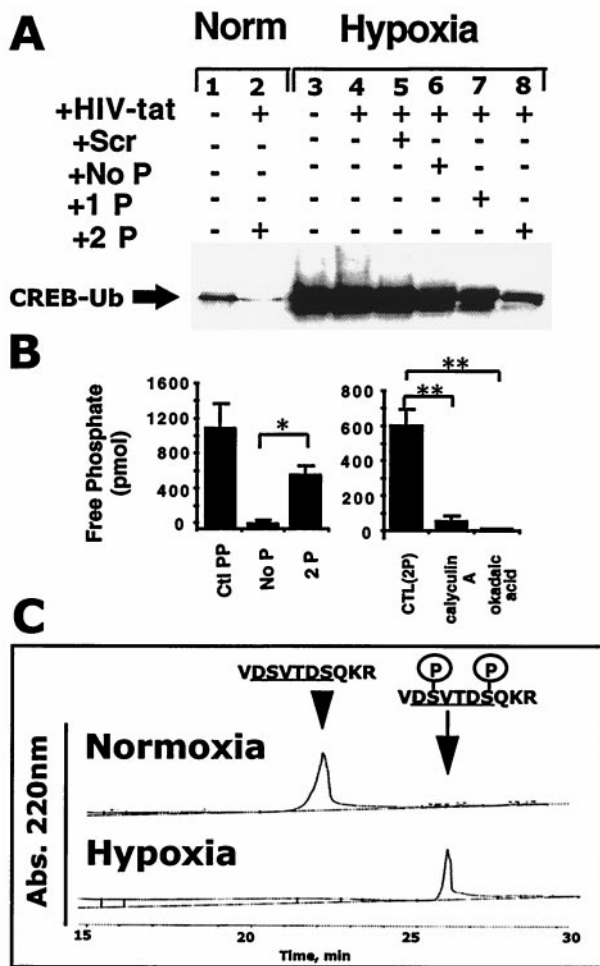 A
Norm Hypoxia
1 2 3 4 5 6 7 8
+HIV-tat - + - + + + + +
+Scr - - - - + - - -
+No P - - - - - + - -
+1 P - - - - - - + -
+2 P - + - - - - - +
CREB-Ub
B
Free Phosphate (pmol)
1600
1200
800
400
0
*
Ctl PP
No P
2 P
800
600
400
200
0
**
**
CTL(2P)
calyculin A
okadaic acid
C
VDSVTDSQKR
P P
VDSVTDSQKR
Normoxia
Hypoxia
Abs. 220nm
15 20 25 30
Time, min